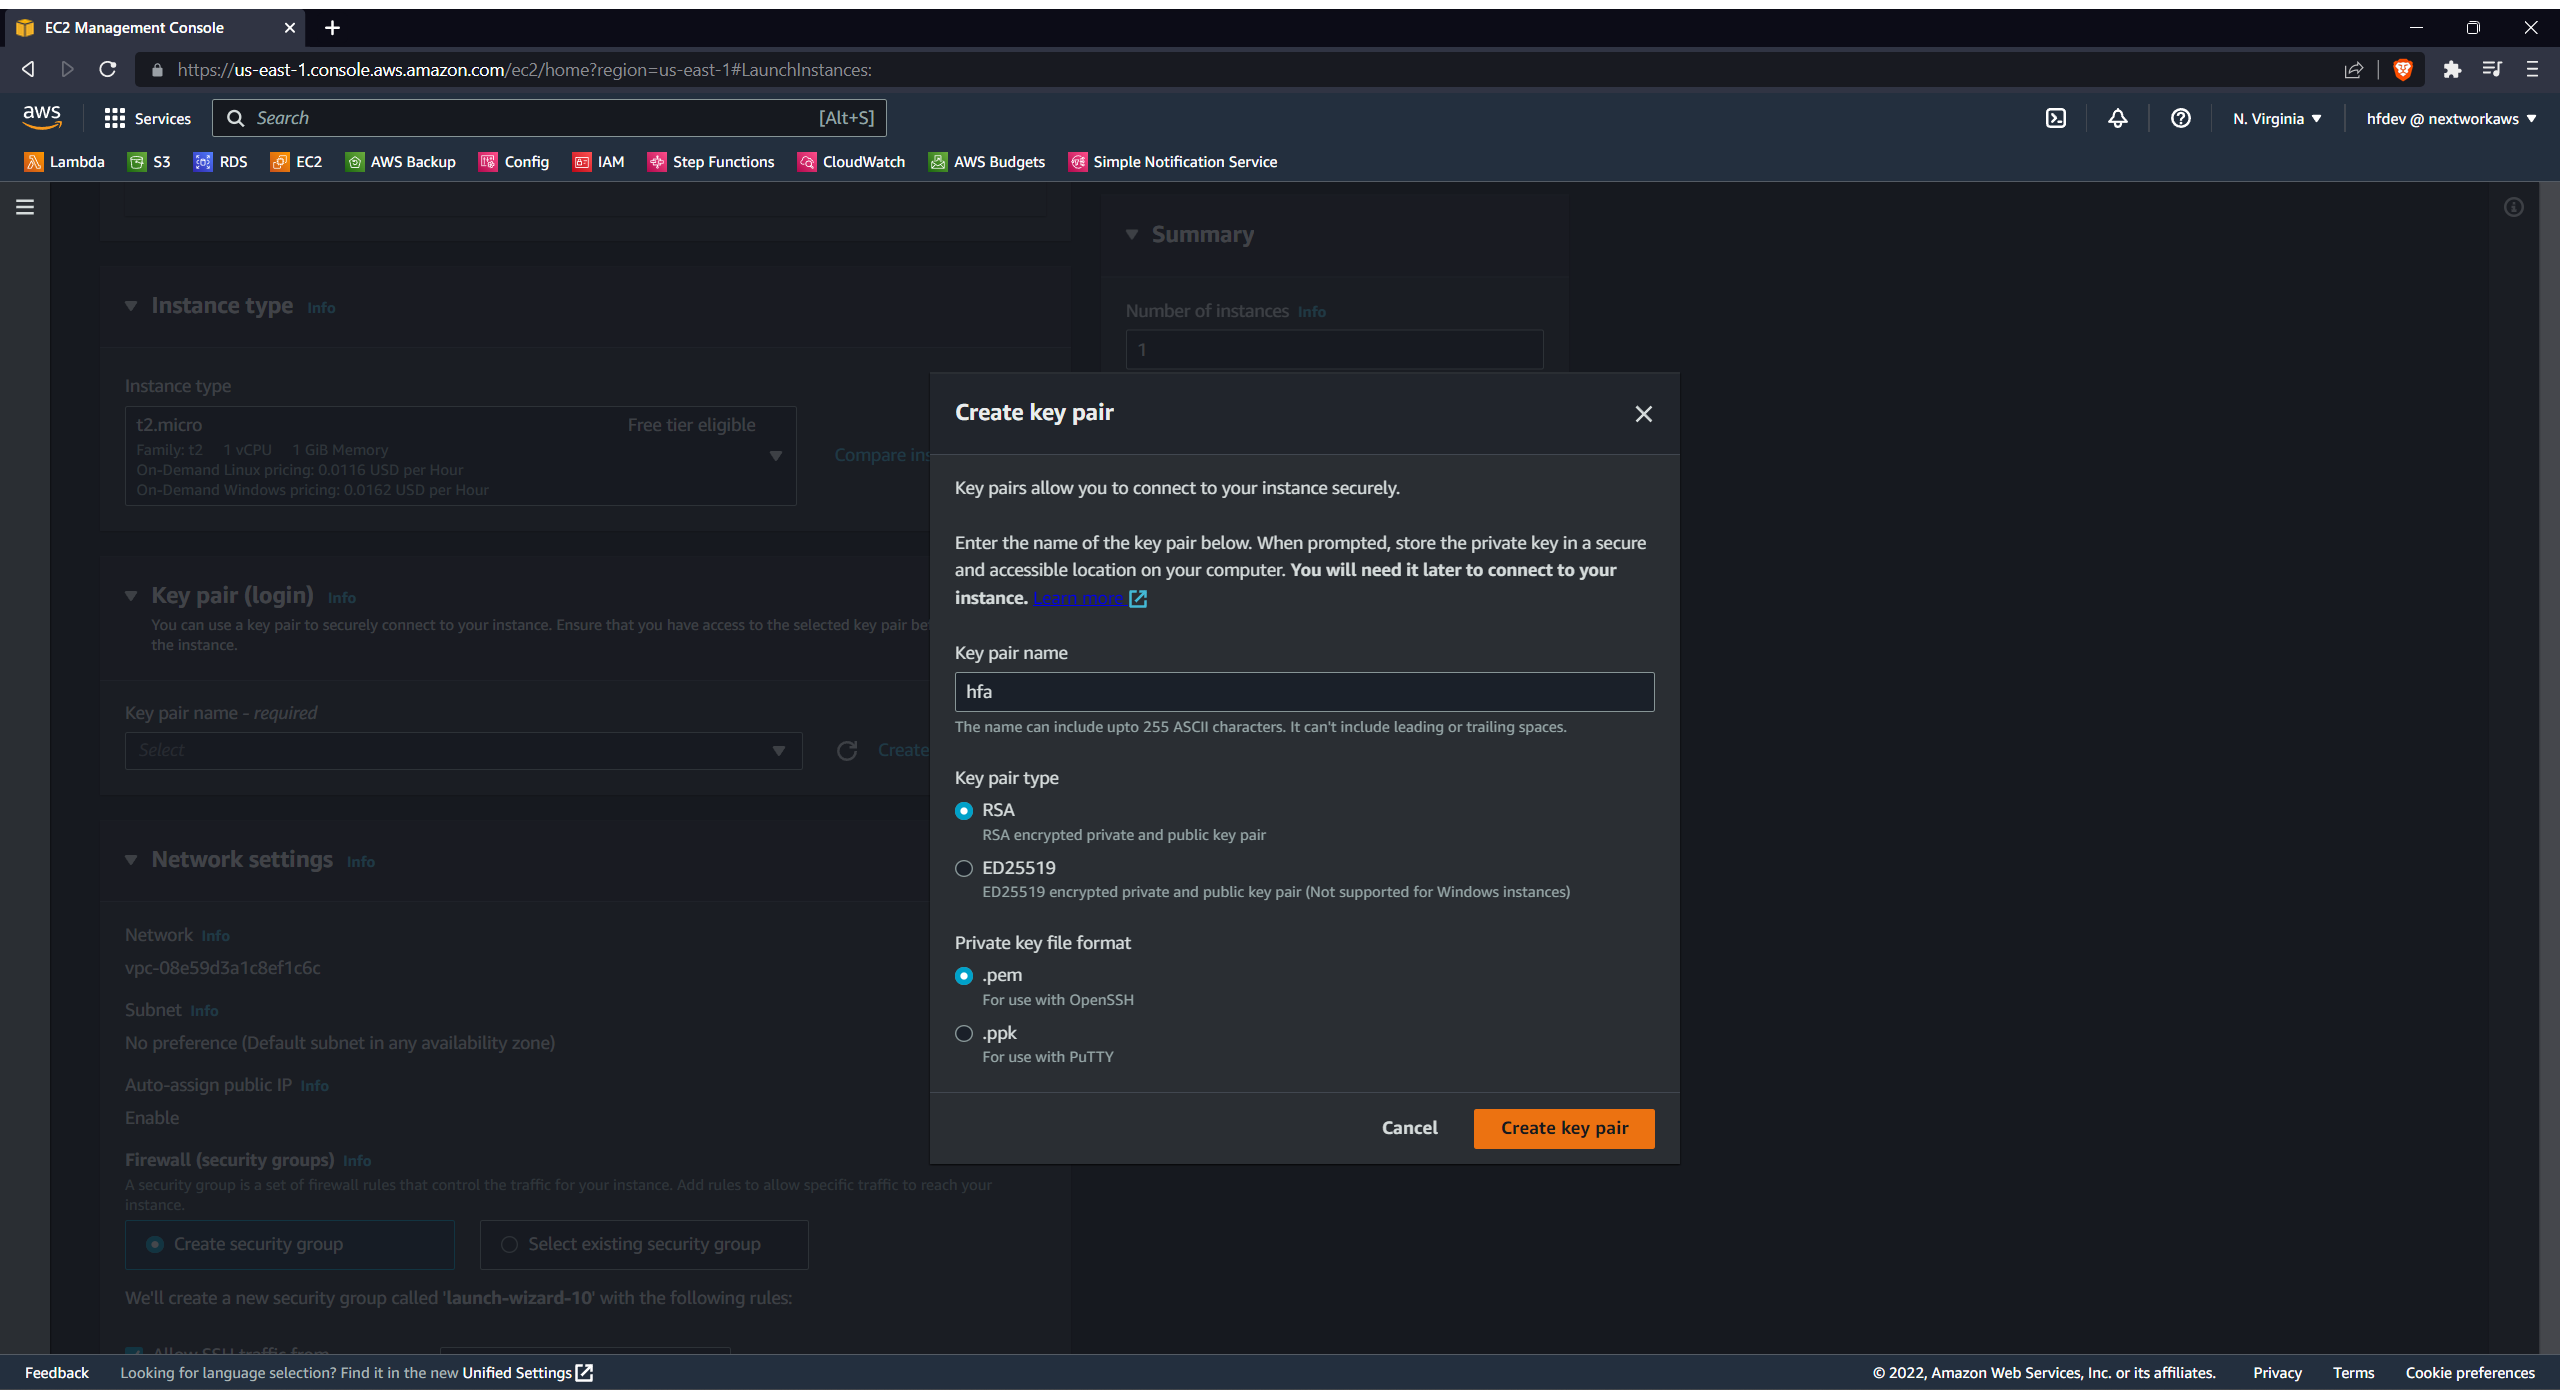 EC2 Management Console
https://us-east-1.console.aws.amazon.com/ec2/home?region=us-east-1#LaunchInstances:
aws
Services
Search
[Alt+S]
N. Virginia
hfdev @ nextworkaws
Lambda
S3
RDS
EC2
AWS Backup
Config
IAM
Step Functions
CloudWatch
AWS Budgets
Simple Notification Service
Instance type Info
Instance type
t2.micro
Free tier eligible
Family: t2 1 vCPU 1 GiB Memory
On-Demand Linux pricing: 0.0116 USD per Hour
On-Demand Windows pricing: 0.0162 USD per Hour
Compare ins
Key pair (login) Info
You can use a key pair to securely connect to your instance. Ensure that you have access to the selected key pair be
the instance.
Key pair name - required
Select
Create
Network settings Info
Network Info
vpc-08e59d3a1c8ef1c6c
Subnet Info
No preference (Default subnet in any availability zone)
Auto-assign public IP Info
Enable
Firewall (security groups) Info
A security group is a set of firewall rules that control the traffic for your instance. Add rules to allow specific traffic to reach your
instance.
Create security group
Select existing security group
We'll create a new security group called 'launch-wizard-10' with the following rules:
Allow SSH traffic from
Summary
Number of instances Info
1
Create key pair
Key pairs allow you to connect to your instance securely.
Enter the name of the key pair below. When prompted, store the private key in a secure
and accessible location on your computer. You will need it later to connect to your
instance. Learn more
Key pair name
hfa
The name can include upto 255 ASCII characters. It can't include leading or trailing spaces.
Key pair type
RSA
RSA encrypted private and public key pair
ED25519
ED25519 encrypted private and public key pair (Not supported for Windows instances)
Private key file format
.pem
For use with OpenSSH
.ppk
For use with PuTTY
Cancel
Create key pair
Feedback
Looking for language selection? Find it in the new Unified Settings
© 2022, Amazon Web Services, Inc. or its affiliates.
Privacy
Terms
Cookie preferences